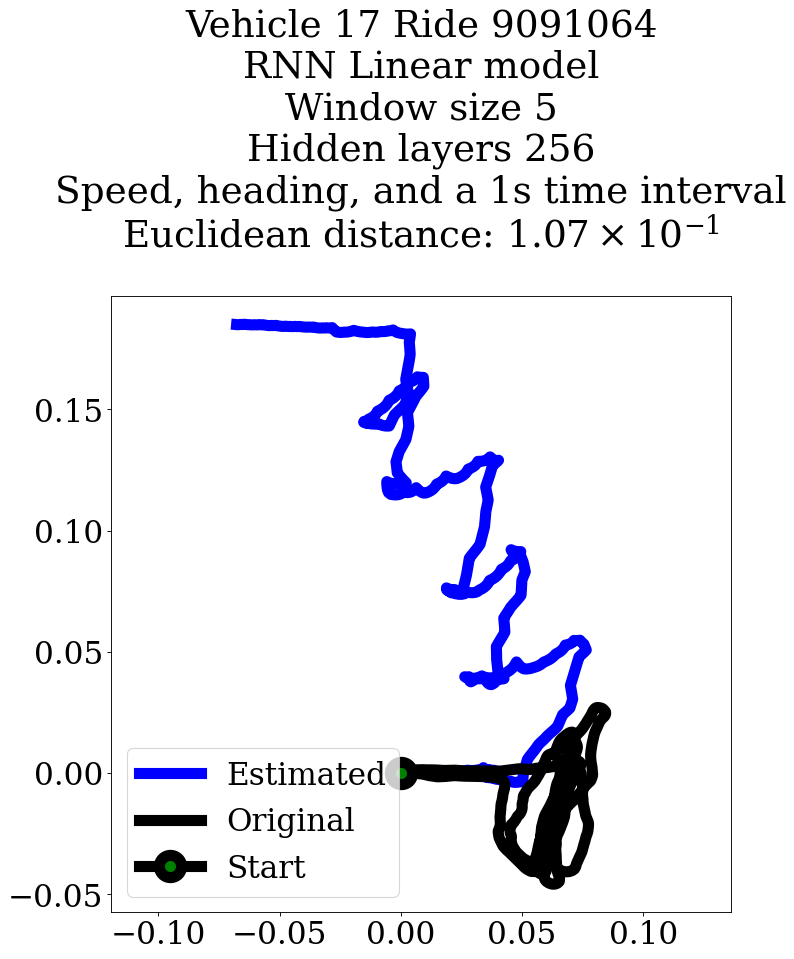 Vehicle 17 Ride 9091064
RNN Linear model
Window size 5
Hidden layers 256
Speed, heading, and a 1s time interval
Euclidean distance: 1.07 × 10⁻¹
0.15
0.10
0.05
0.00
−0.05
Estimated
Original
Start
−0.10
−0.05
0.00
0.05
0.10